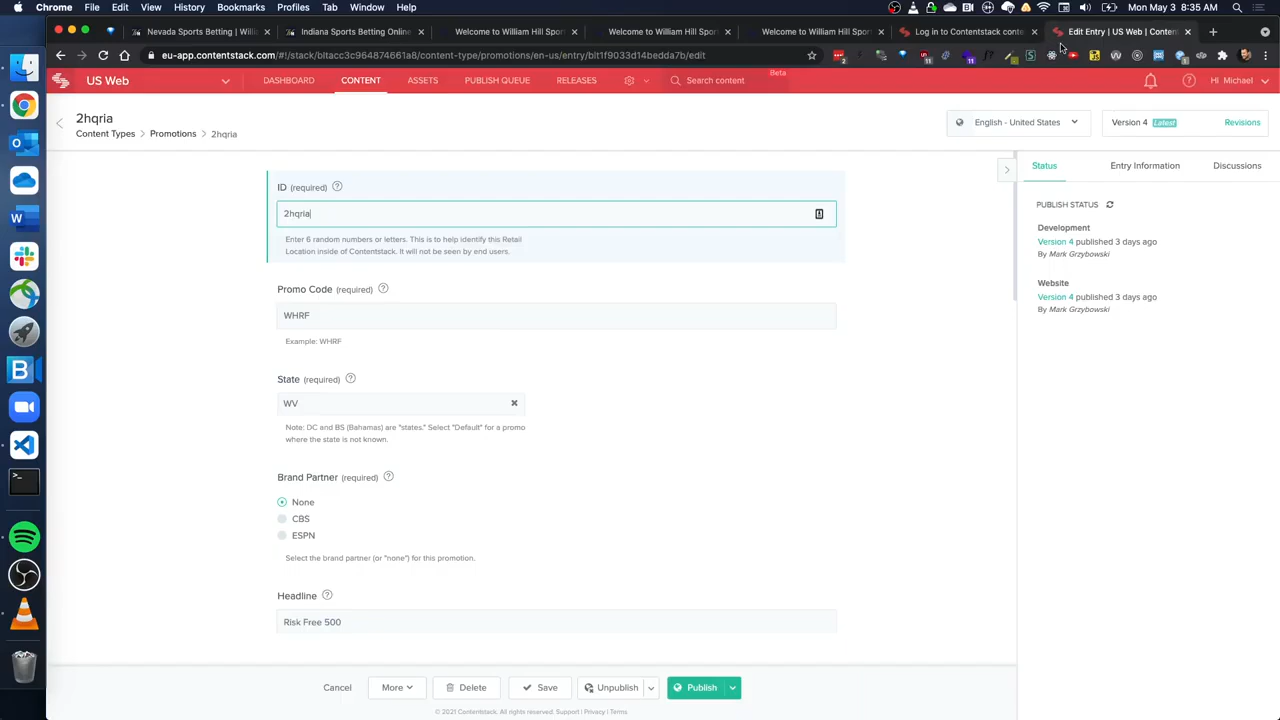 Chrome File Edit View History Bookmarks People Tab Window Help
Mon Mar 8 8:35 AM
Nevada Sports Betting | Willi
Indiana Sports Betting Online
Welcome to William Hill Sport
Welcome to William Hill Sport
Welcome to William Hill Sport
Log in to Contentstack conte
Edit Entry | US Web | Conten
eu-app.contentstack.com/#!/stack/bltacc3c964874661a8/content-type/promotions/en-us/entry/bit1f9033d14bedda7b/edit
US Web
DASHBOARD
CONTENT
ASSETS
PUBLISH QUEUE
RELEASES
Search content
Beta
Hi Michael
2hqria
Content Types > Promotions > 2hqria
English - United States
Version 4 Latest
Revisions
ID (required)
2hqria
Enter 6 random numbers or letters. This is to help identify this Retail
Location inside of Contentstack. It will not be seen by end users.
Promo Code (required)
WHRF
Example: WHRF
State (required)
WV
Note: DC and BS (Bahamas) are "states." Select "Default" for a promo
where the state is not known.
Brand Partner (required)
None
CBS
ESPN
Select the brand partner (or "none") for this promotion.
Headline
Risk Free 500
Status
Entry Information
Discussions
PUBLISH STATUS
Development
Version 4 published 3 days ago
By Mark Grzybowski
Website
Version 4 published 3 days ago
By Mark Grzybowski
Cancel
More
Delete
Save
Unpublish
Publish
© 2021 Contentstack. All rights reserved. Support | Privacy | Terms